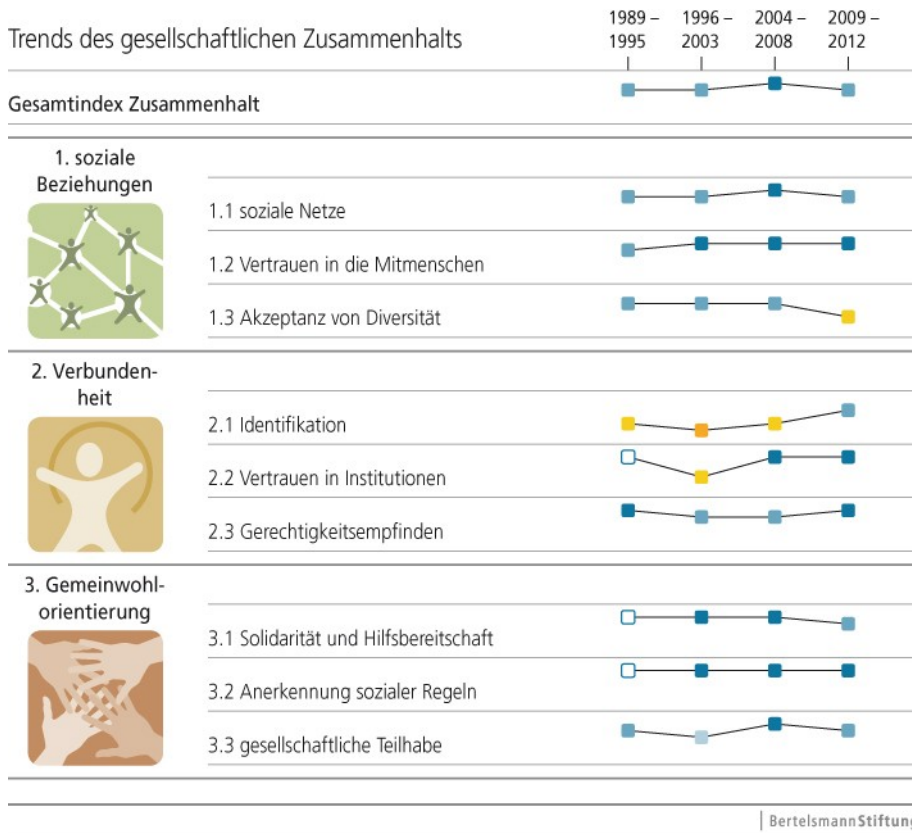 Trends des gesellschaftlichen Zusammenhalts
1989 – 1995
1996 – 2003
2004 – 2008
2009 – 2012
Gesamtindex Zusammenhalt
1. soziale
Beziehungen
1.1 soziale Netze
1.2 Vertrauen in die Mitmenschen
1.3 Akzeptanz von Diversität
2. Verbunden-
heit
2.1 Identifikation
2.2 Vertrauen in Institutionen
2.3 Gerechtigkeitsempfinden
3. Gemeinwohl-
orientierung
3.1 Solidarität und Hilfsbereitschaft
3.2 Anerkennung sozialer Regeln
3.3 gesellschaftliche Teilhabe
BertelsmannStiftung